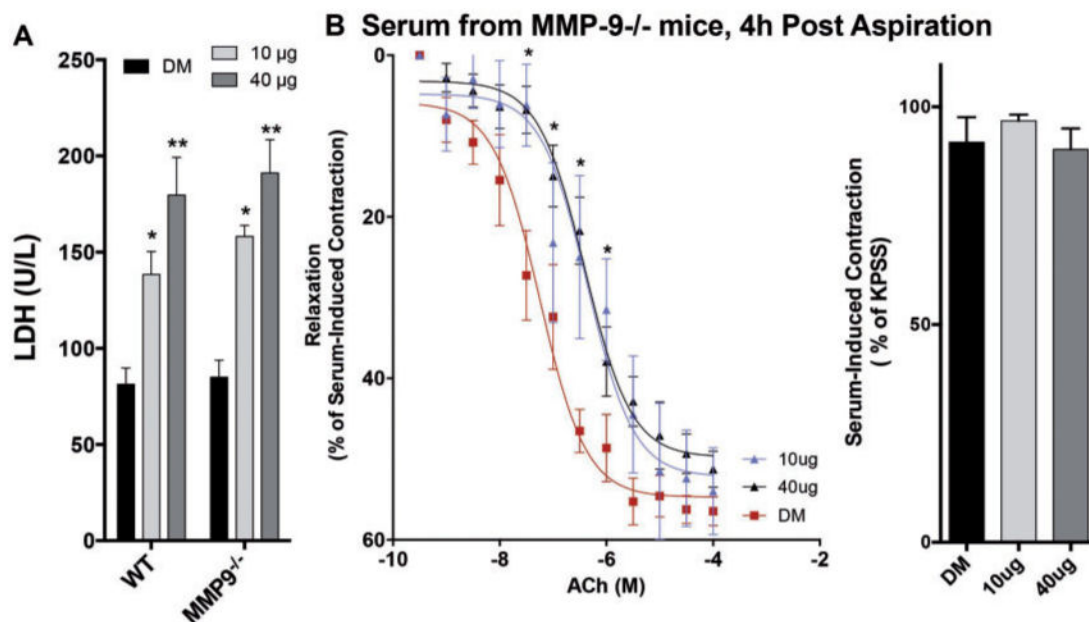 A
DM
10 µg
40 µg
LDH (U/L)
250
200
150
100
50
0
* ** * **
WT
MMP9-/-
B Serum from MMP-9-/- mice, 4h Post Aspiration
Relaxation
(% of Serum-Induced Contraction)
0
20
40
60
* * * *
10ug
40ug
DM
-10 -8 -6 -4 -2
ACh (M)
Serum-Induced Contraction
( % of KPSS)
100
50
0
DM
10ug
40ug